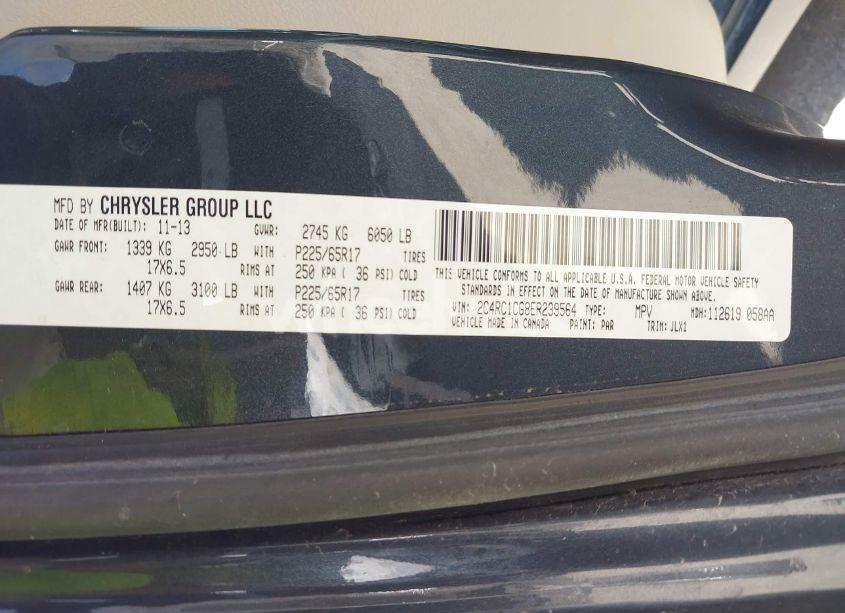 MFD BY CHRYSLER GROUP LLC
DATE OF MFR(BUILT): 11-13 GVWR: 2745 KG 6050 LB
GAWR FRONT: 1339 KG 2950 LB WITH P225/65R17 TIRES
17X6.5 RIMS AT 250 KPA ( 36 PSI) COLD
GAWR REAR: 1407 KG 3100 LB WITH P225/65R17 TIRES
17X6.5 RIMS AT 250 KPA ( 36 PSI) COLD
THIS VEHICLE CONFORMS TO ALL APPLICABLE U.S.A. FEDERAL MOTOR VEHICLE SAFETY
STANDARDS IN EFFECT ON THE DATE OF MANUFACTURE SHOWN ABOVE.
VIN: 2C4RC1CG8ER239564 TYPE: MPV MDH: 112619 058AA
VEHICLE MADE IN CANADA PAINT: PAR TRIM: JLX1